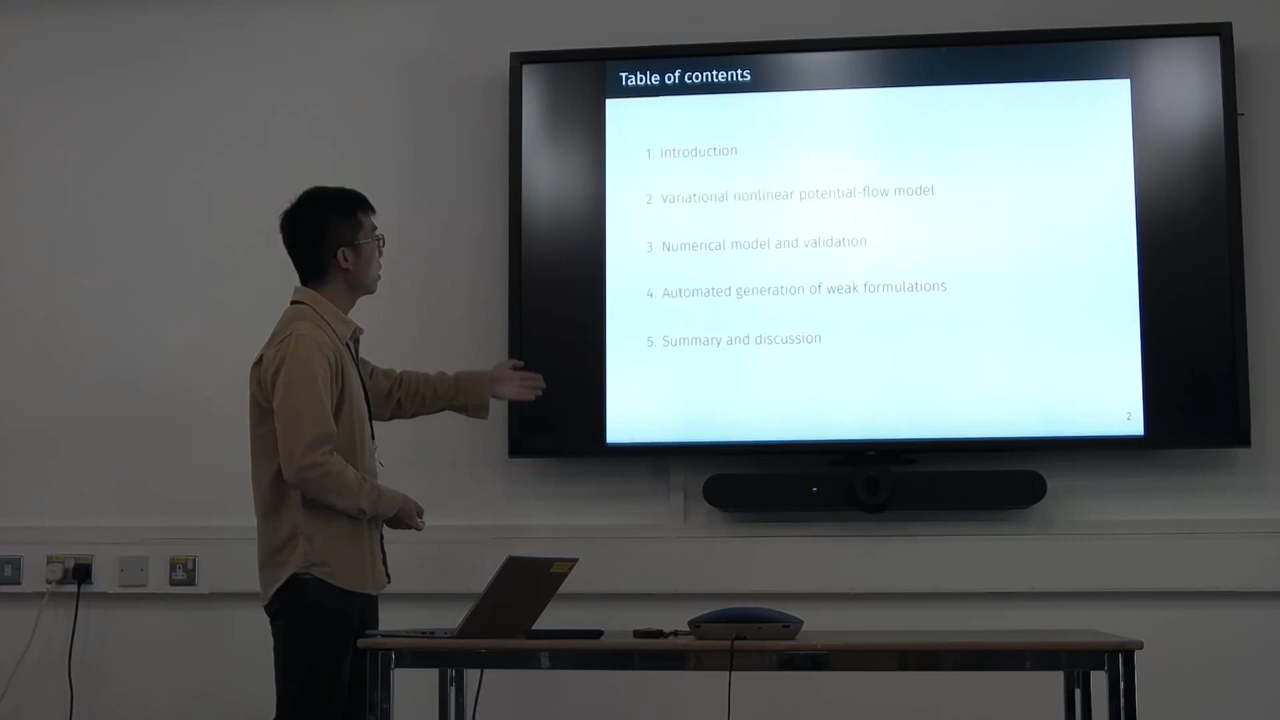 Table of contents
1. Introduction
2. Variational nonlinear potential-flow model
3. Numerical model and validation
4. Automated generation of weak formulations
5. Summary and discussion
2